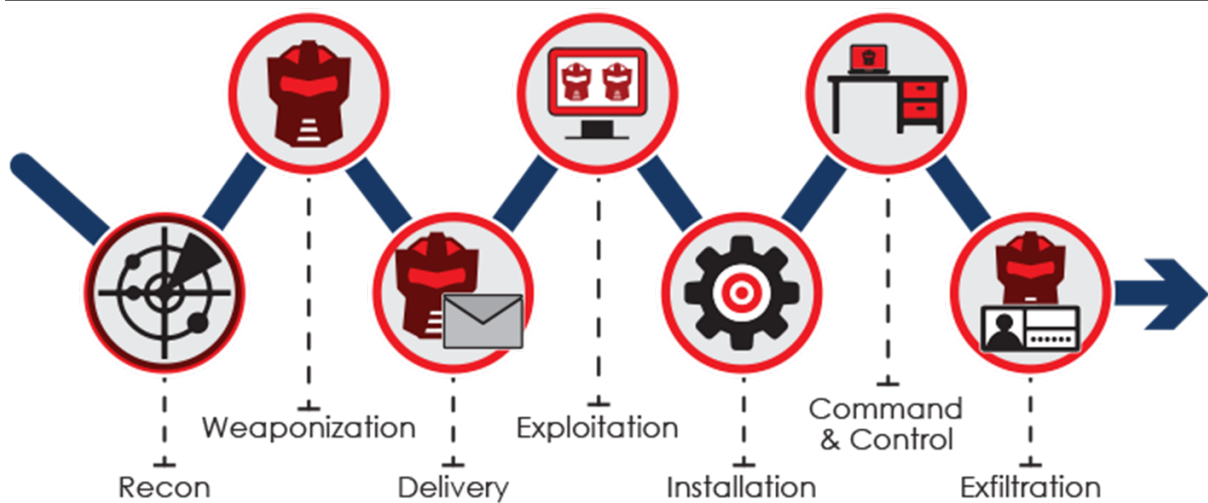 Recon
Weaponization
Delivery
Exploitation
Installation
Command
& Control
Exfiltration